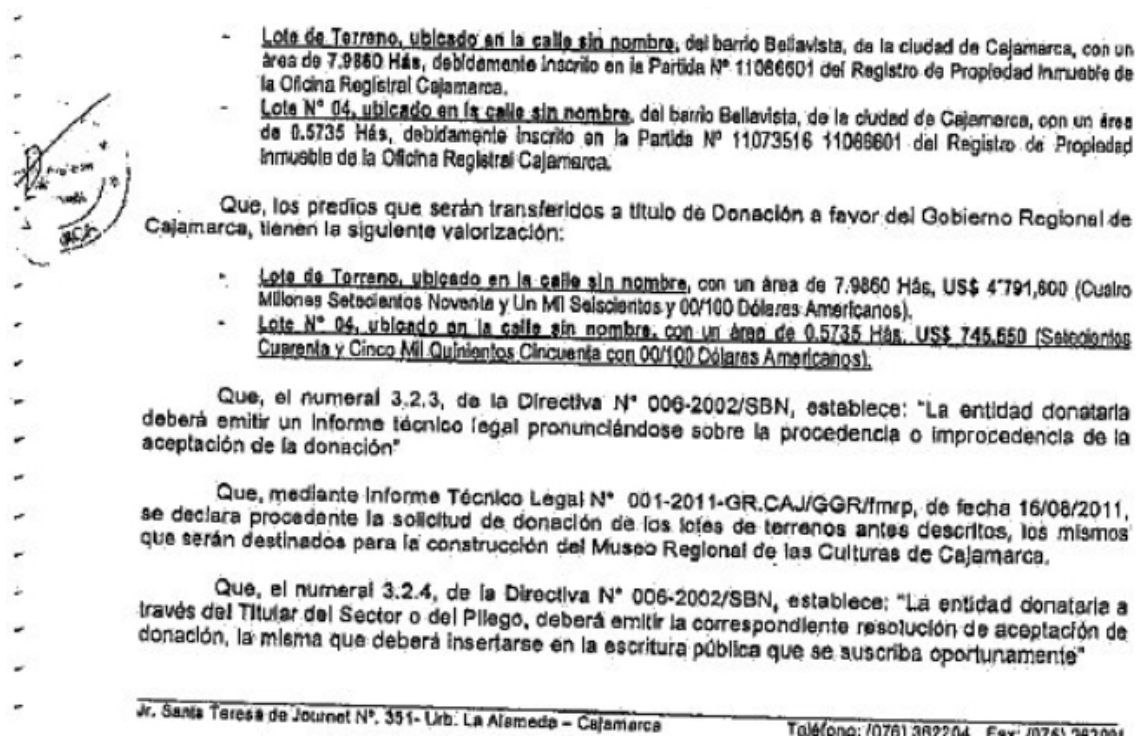 - Lote de Terreno, ubicado en la calle sin nombre, del barrio Bellavista, de la ciudad de Cajamarca, con un
área de 7.9860 Hás, debidamente inscrito en la Partida Nº 11086601 del Registro de Propiedad Inmueble de
la Oficina Registral Cajamarca.
- Lote Nº 04, ubicado en la calle sin nombre, del barrio Bellavista, de la ciudad de Cajamarca, con un área
de 0.5735 Hás, debidamente inscrito en la Partida Nº 11073516 11086601 del Registro de Propiedad
Inmueble de la Oficina Registral Cajamarca.
Que, los predios que serán transferidos a título de Donación a favor del Gobierno Regional de
Cajamarca, tienen la siguiente valorización:
- Lote de Terreno, ubicado en la calle sin nombre, con un área de 7.9860 Hás, US$ 4'791,600 (Cuatro
Millones Setecientos Noventa y Un Mil Seiscientos y 00/100 Dólares Americanos).
- Lote Nº 04, ubicado en la calle sin nombre, con un área de 0.5735 Hás, US$ 745,550 (Setecientos
Cuarenta y Cinco Mil Quinientos Cincuenta con 00/100 Dólares Americanos).
Que, el numeral 3.2.3, de la Directiva Nº 006-2002/SBN, establece: "La entidad donataria
deberá emitir un informe técnico legal pronunciándose sobre la procedencia o improcedencia de la
aceptación de la donación"
Que, mediante Informe Técnico Legal Nº 001-2011-GR.CAJ/GGR/fmrp, de fecha 16/08/2011,
se declara procedente la solicitud de donación de los lotes de terrenos antes descritos, los mismos
que serán destinados para la construcción del Museo Regional de las Culturas de Cajamarca.
Que, el numeral 3.2.4, de la Directiva Nº 006-2002/SBN, establece: "La entidad donataria a
través del Titular del Sector o del Pliego, deberá emitir la correspondiente resolución de aceptación de
donación, la misma que deberá insertarse en la escritura pública que se suscriba oportunamente"
Jr. Santa Teresa de Journet Nº. 351- Urb. La Alameda – Cajamarca
Teléfono: (076) 362204 Fax: (076)